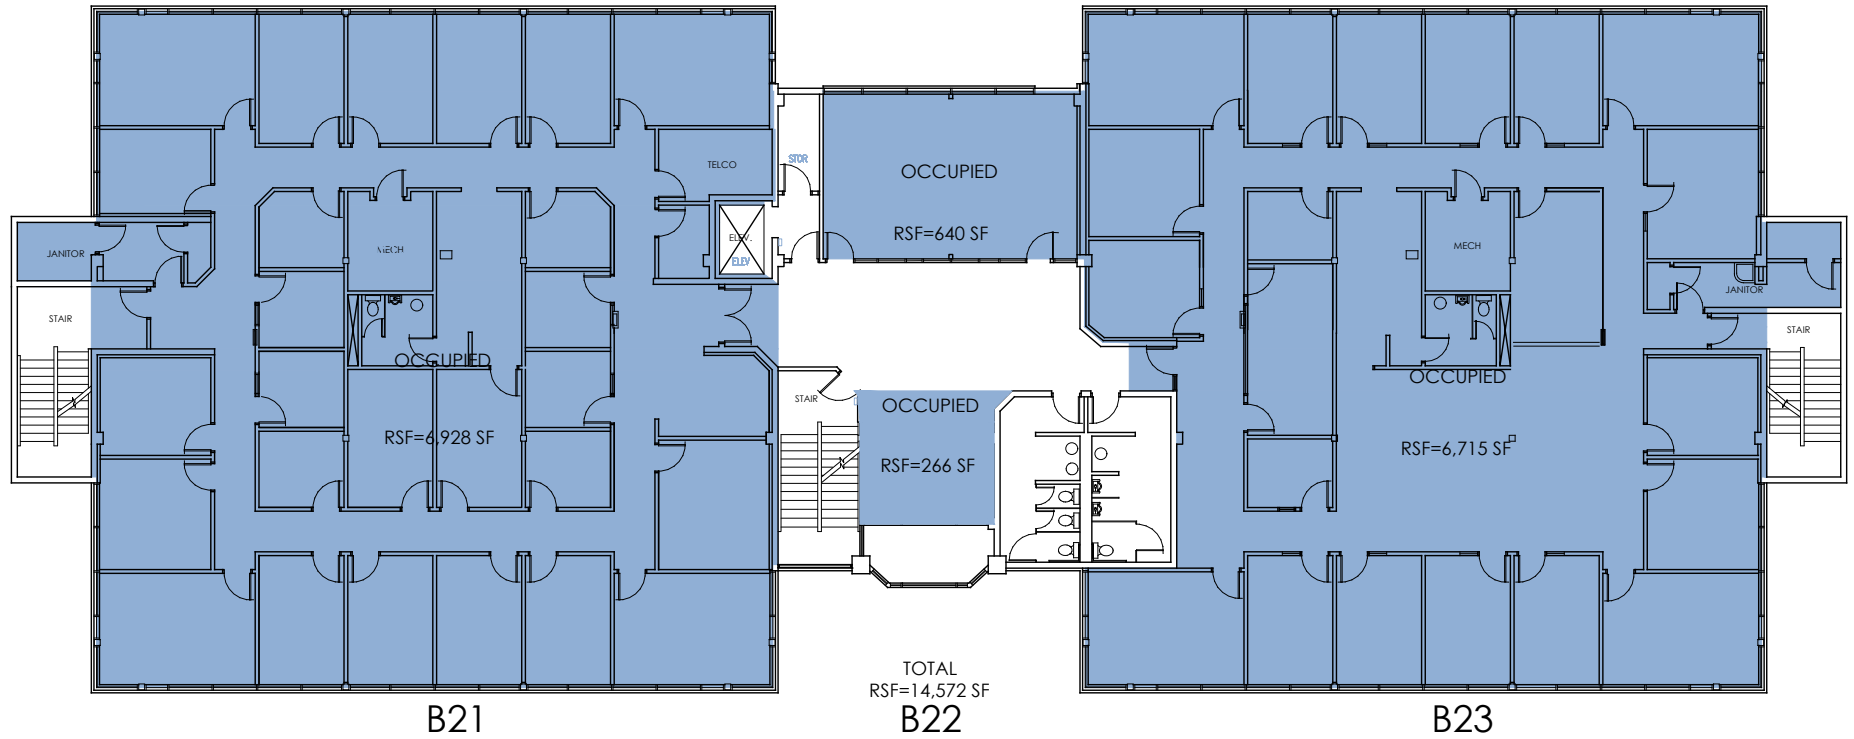 STOR
TELCO
OCCUPIED
RSF=640 SF
ELEV.
ELEV
MECH
JANITOR
STAIR
MECH
JANITOR
STAIR
OCCUPIED
RSF=6,928 SF
STAIR
OCCUPIED
RSF=266 SF
OCCUPIED
RSF=6,715 SF
TOTAL
RSF=14,572 SF
B21
B22
B23